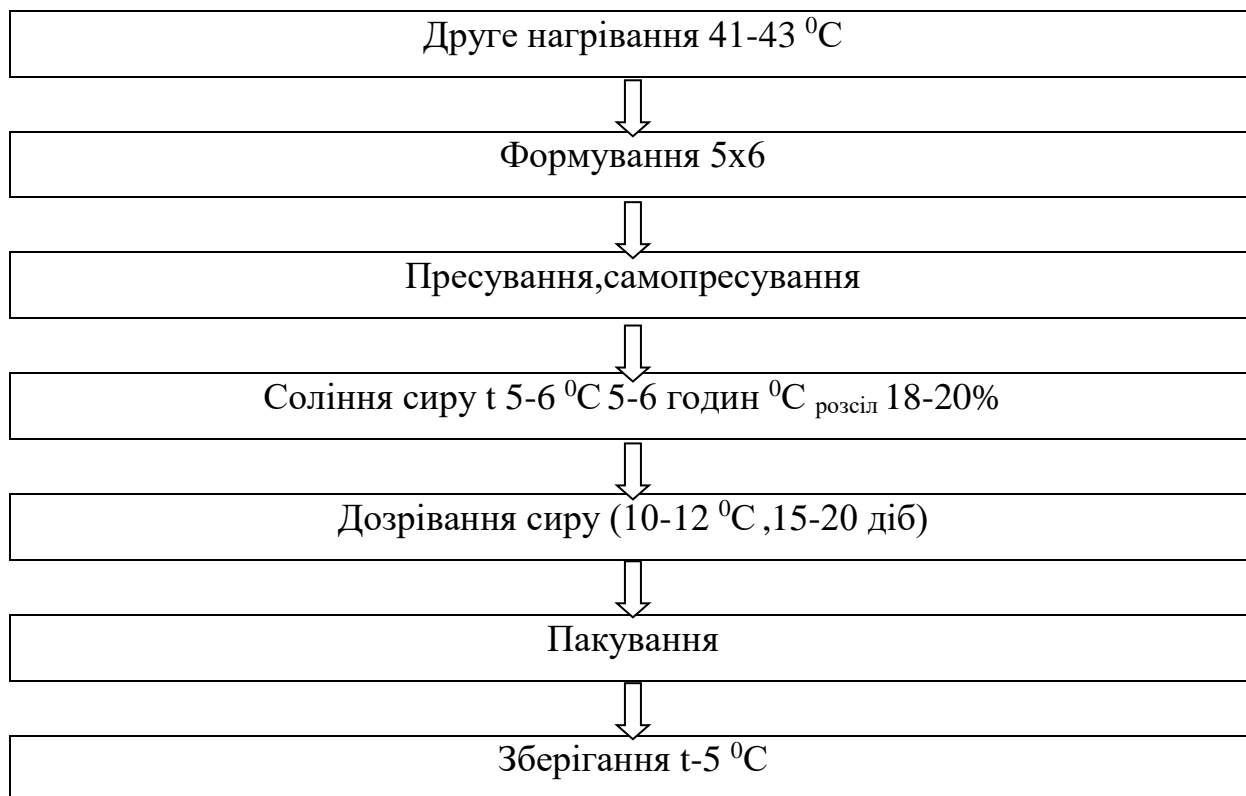 Друге нагрівання 41-43 ⁰С
Формування 5х6
Пресування,самопресування
Соління сиру t 5-6 ⁰С 5-6 годин ⁰С розсіл 18-20%
Дозрівання сиру (10-12 ⁰С ,15-20 діб)
Пакування
Зберігання t-5 ⁰С